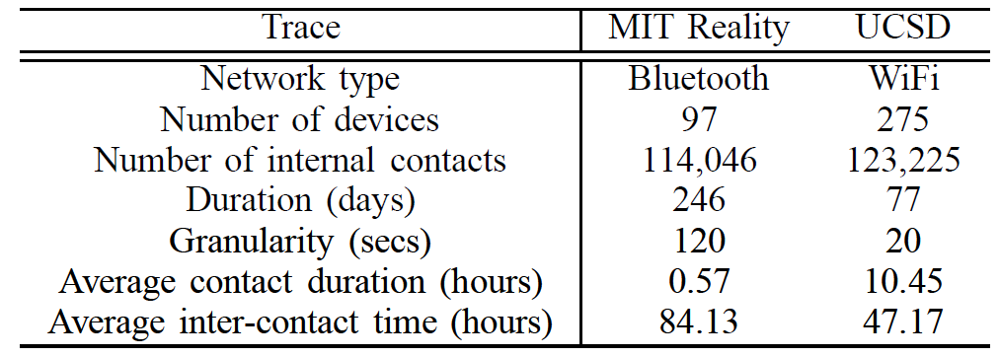 Trace MIT Reality UCSD
Network type Bluetooth WiFi
Number of devices 97 275
Number of internal contacts 114,046 123,225
Duration (days) 246 77
Granularity (secs) 120 20
Average contact duration (hours) 0.57 10.45
Average inter-contact time (hours) 84.13 47.17